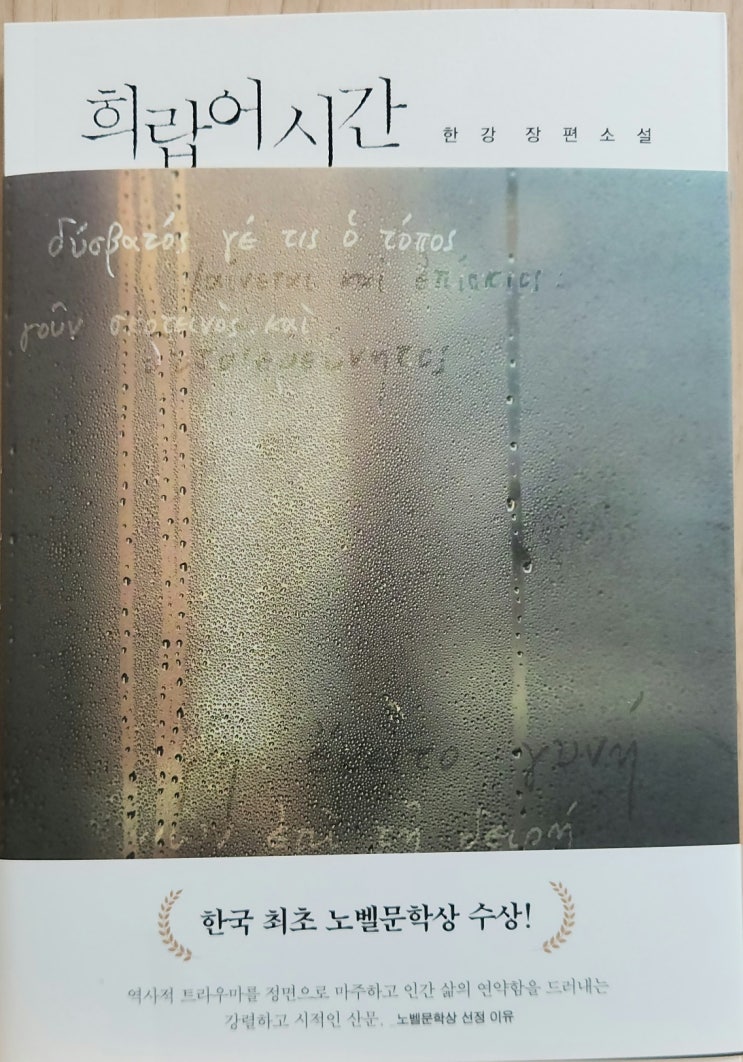 희랍어 시간
한강 장편소설
δύσβατός γέ τις ὁ τόπος
φαίνεται καὶ ἐπίσκιος·
γοῦν σκοτεινὸς καὶ
ἐπὶ τῇ
한국 최초 노벨문학상 수상!
역사적 트라우마를 정면으로 마주하고 인간 삶의 연약함을 드러내는
강렬하고 시적인 산문. 노벨문학상 선정 이유